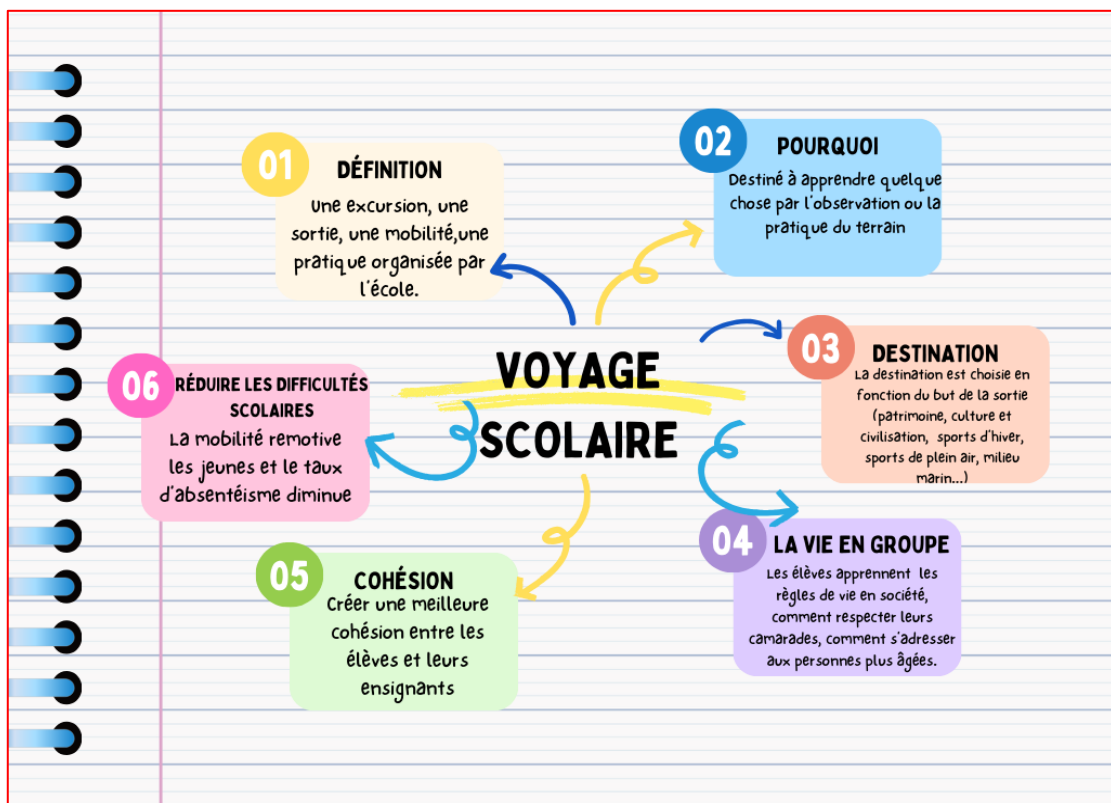 VOYAGE
SCOLAIRE
01
DÉFINITION
une excursion, une
sortie, une mobilité,une
pratique organisée par
l'école.
02
POURQUOI
Destiné à apprendre quelque
chose par l'observation ou la
pratique du terrain
03
DESTINATION
La destination est choisie en
fonction du but de la sortie
(patrimoine, culture et
civilisation, sports d'hiver,
sports de plein air, milieu
marin...)
04
LA VIE EN GROUPE
Les élèves apprennent les
règles de vie en société,
comment respecter leurs
camarades, comment s'adresser
aux personnes plus âgées.
05
COHÉSION
Créer une meilleure
cohésion entre les
élèves et leurs
ensignants
06
RÉDUIRE LES DIFFICULTÉS
SCOLAIRES
La mobilité remotive
les jeunes et le taux
d'absentéisme diminue